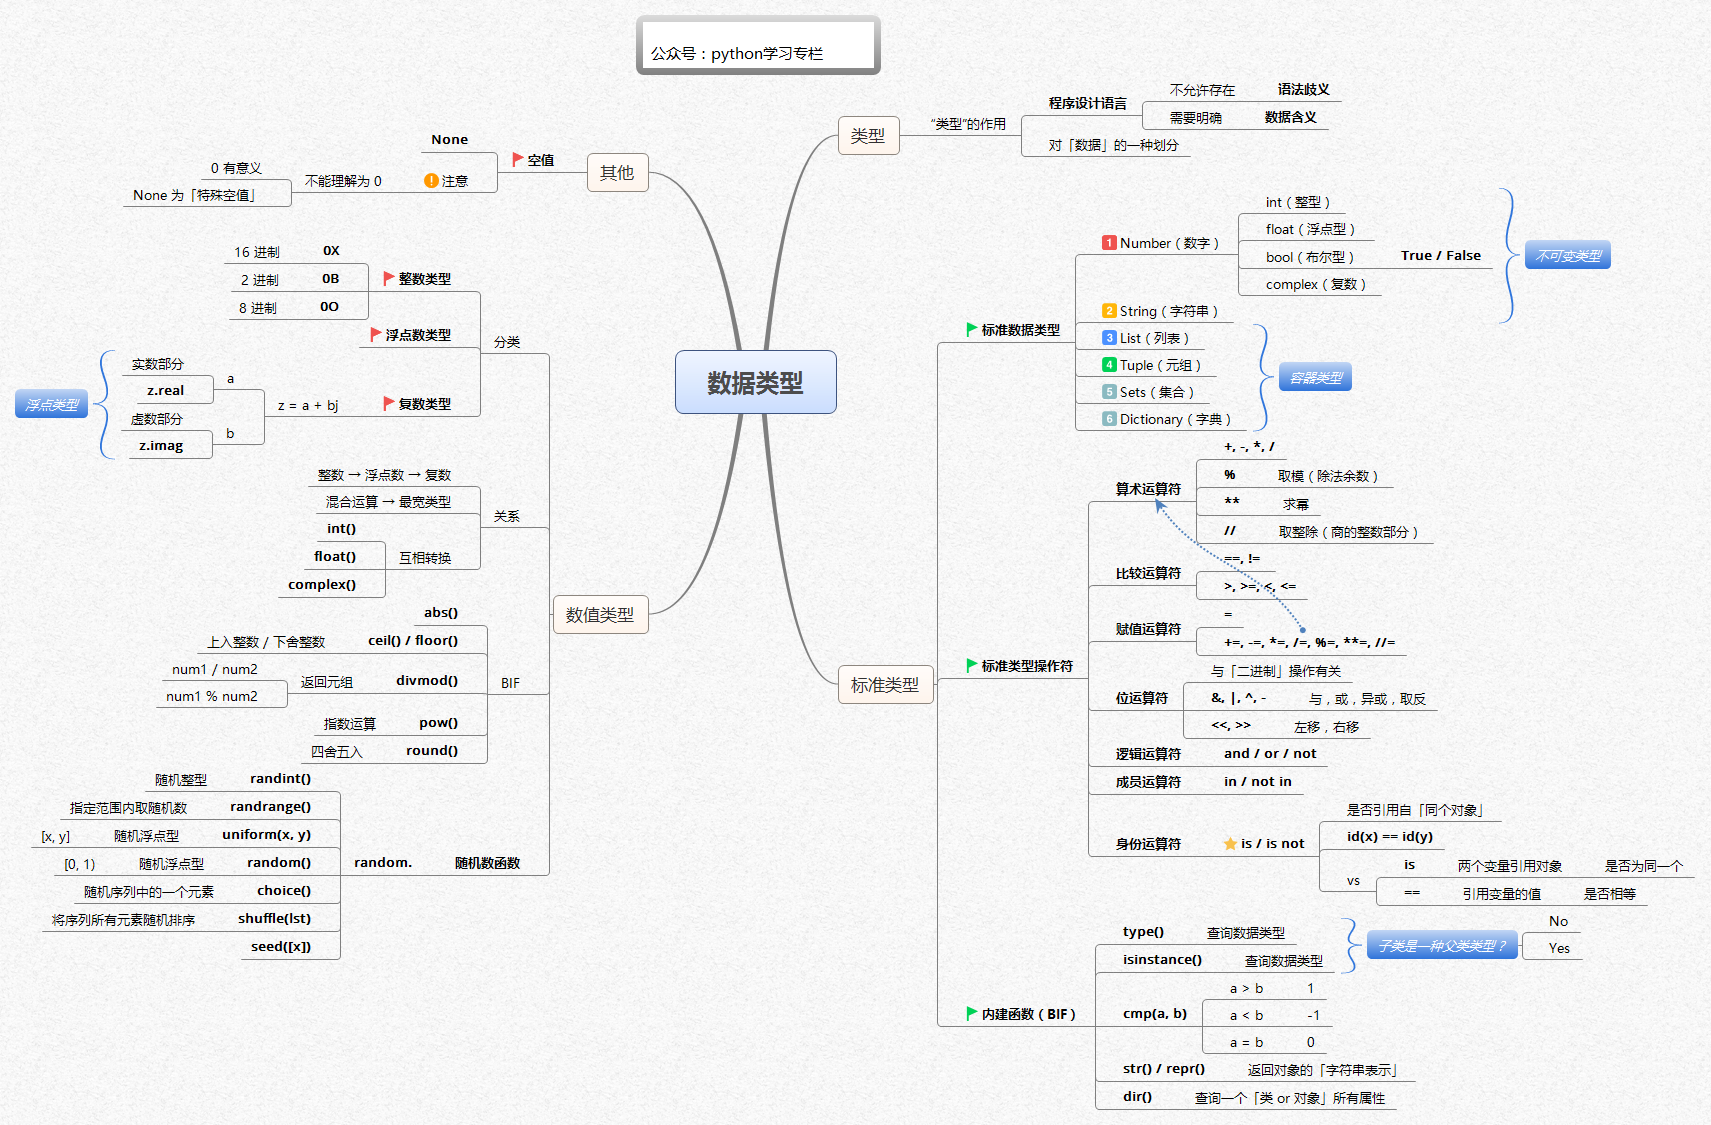 公众号：python学习专栏
数据类型
类型
“类型”的作用
程序设计语言
不允许存在 语法歧义
需要明确 数据含义
对「数据」的一种划分
标准类型
标准数据类型
1 Number（数字）
int（整型）
float（浮点型）
bool（布尔型） True / False
complex（复数）
不可变类型
2 String（字符串）
3 List（列表）
4 Tuple（元组）
5 Sets（集合）
6 Dictionary（字典）
容器类型
标准类型操作符
算术运算符
+, -, *, /
% 取模（除法余数）
** 求幂
// 取整除（商的整数部分）
比较运算符
==, !=
>, >=, <, <=
赋值运算符
=
+=, -=, *=, /=, %=, **=, //=
位运算符
与「二进制」操作有关
&, |, ^, - 与，或，异或，取反
<<, >> 左移，右移
逻辑运算符 and / or / not
成员运算符 in / not in
身份运算符 is / is not
是否引用自「同个对象」
id(x) == id(y)
vs
is 两个变量引用对象 是否为同一个
== 引用变量的值 是否相等
内建函数（BIF）
type() 查询数据类型
isinstance() 查询数据类型
子类是一种父类类型？
No
Yes
cmp(a, b)
a > b 1
a < b -1
a = b 0
str() / repr() 返回对象的「字符串表示」
dir() 查询一个「类 or 对象」所有属性
其他
空值
None
注意
不能理解为 0
0 有意义
None 为「特殊空值」
数值类型
分类
整数类型
16 进制 0X
2 进制 0B
8 进制 0O
浮点数类型
复数类型
z = a + bj
a
实数部分
z.real
b
虚数部分
z.imag
浮点类型
关系
整数 → 浮点数 → 复数
混合运算 → 最宽类型
互相转换
int()
float()
complex()
BIF
abs()
上入整数 / 下舍整数 ceil() / floor()
返回元组 divmod()
num1 / num2
num1 % num2
指数运算 pow()
四舍五入 round()
随机数函数
random.
随机整型 randint()
指定范围内取随机数 randrange()
[x, y] 随机浮点型 uniform(x, y)
[0, 1) 随机浮点型 random()
随机序列中的一个元素 choice()
将序列所有元素随机排序 shuffle(lst)
seed([x])